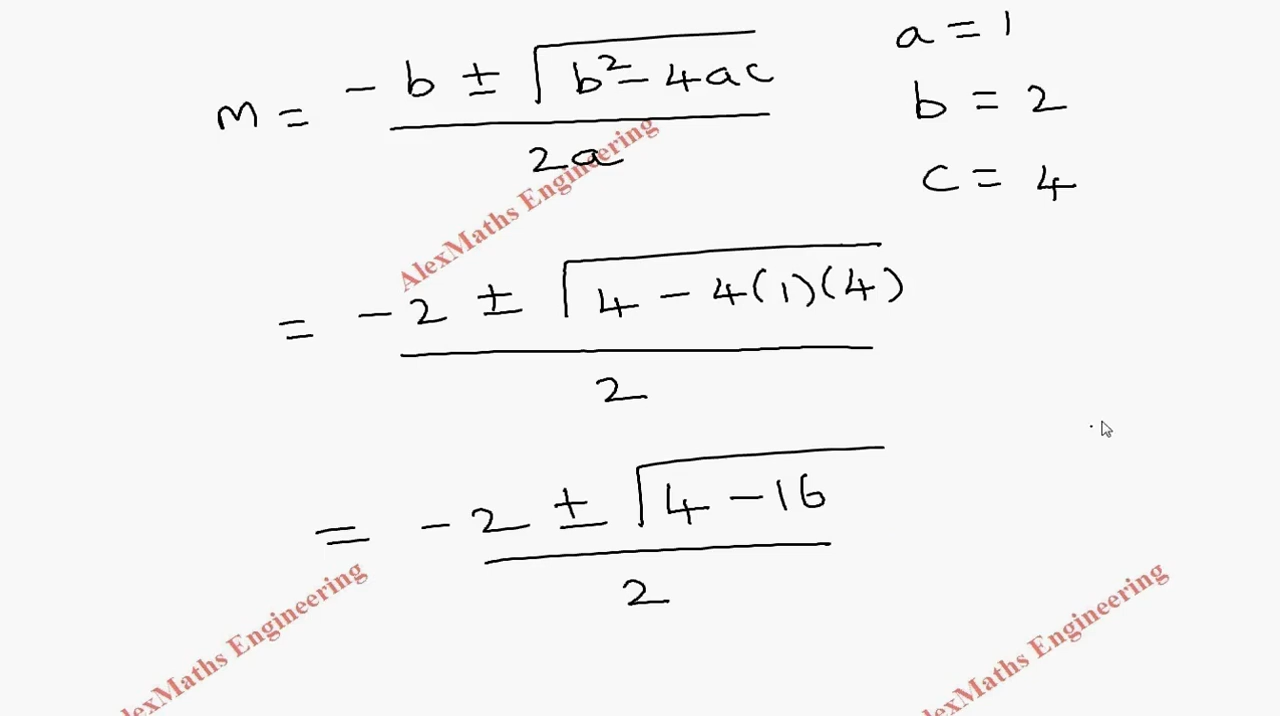 m = -b ± √b²-4ac / 2a
a = 1
b = 2
c = 4
AlexMaths Engineering
= -2 ± √4 - 4(1)(4) / 2
= -2 ± √4 - 16 / 2
AlexMaths Engineering
AlexMaths Engineering